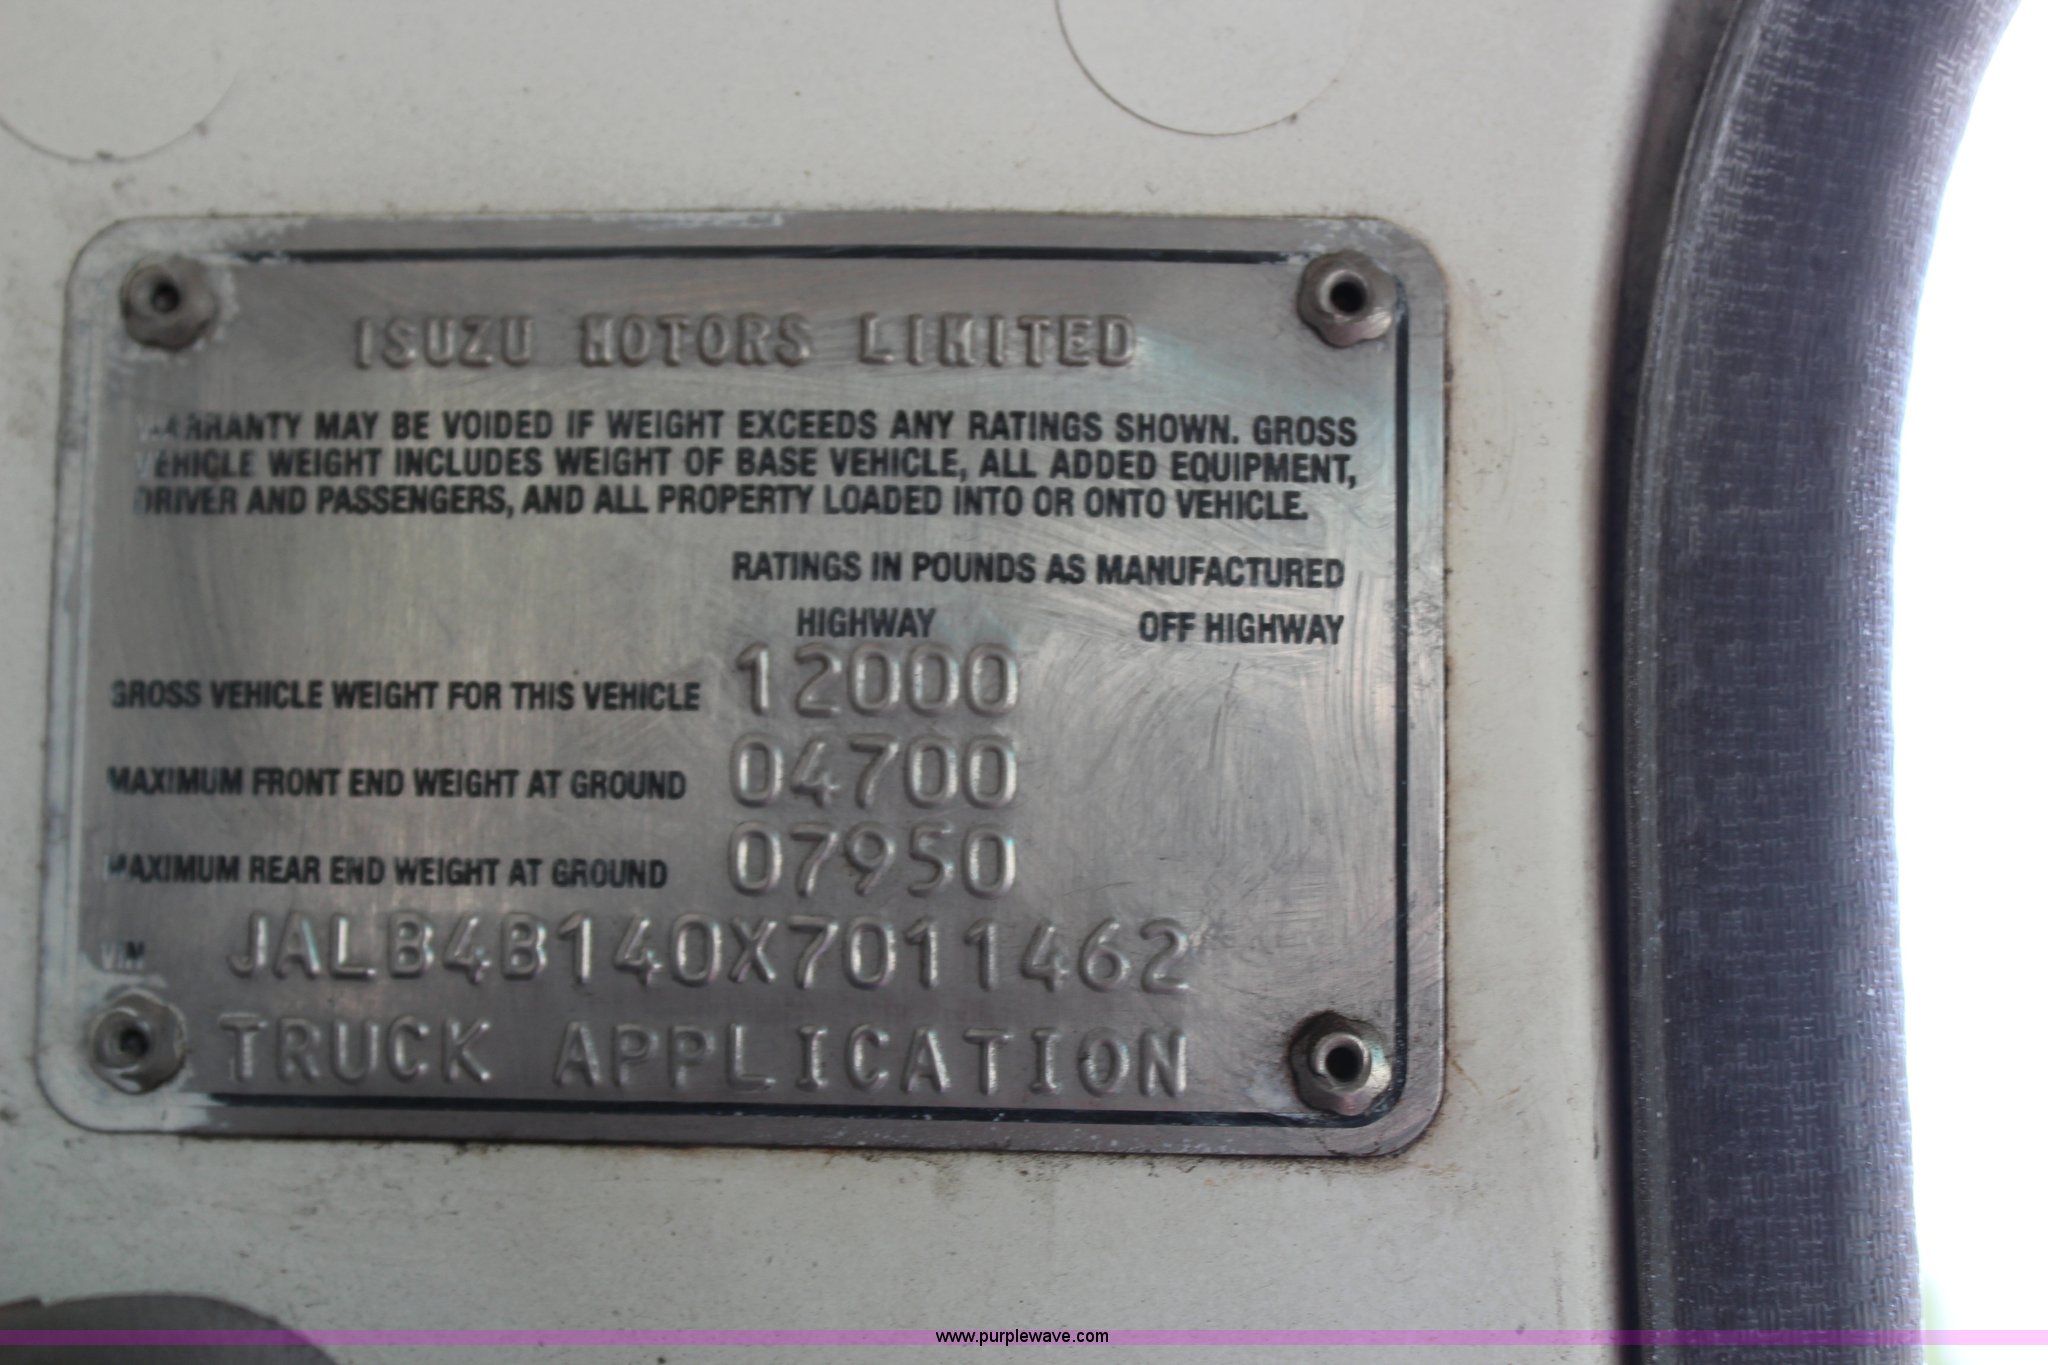 ISUZU MOTORS LIMITED
WARRANTY MAY BE VOIDED IF WEIGHT EXCEEDS ANY RATINGS SHOWN. GROSS
VEHICLE WEIGHT INCLUDES WEIGHT OF BASE VEHICLE, ALL ADDED EQUIPMENT,
DRIVER AND PASSENGERS, AND ALL PROPERTY LOADED INTO OR ONTO VEHICLE.
RATINGS IN POUNDS AS MANUFACTURED
HIGHWAY OFF HIGHWAY
GROSS VEHICLE WEIGHT FOR THIS VEHICLE 12000
MAXIMUM FRONT END WEIGHT AT GROUND 04700
MAXIMUM REAR END WEIGHT AT GROUND 07950
VIN JALB4B140X7011462
TRUCK APPLICATION
www.purplewave.com